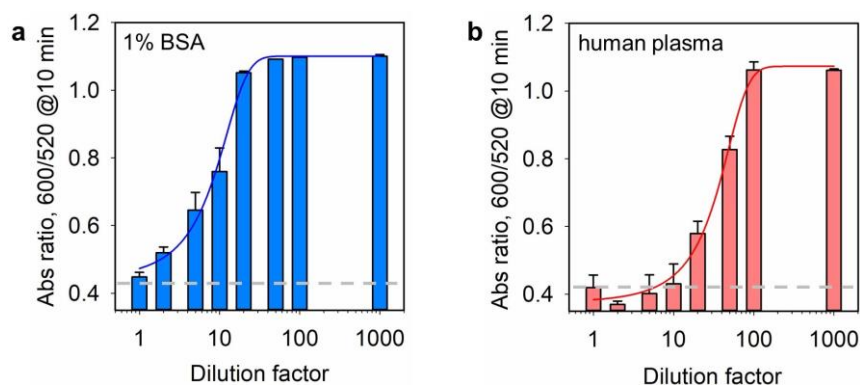 a
1% BSA
Abs ratio, 600/520 @10 min
1.2
1.0
0.8
0.6
0.4
1
10
100
1000
Dilution factor
b
human plasma
Abs ratio, 600/520 @10 min
1.2
1.0
0.8
0.6
0.4
1
10
100
1000
Dilution factor